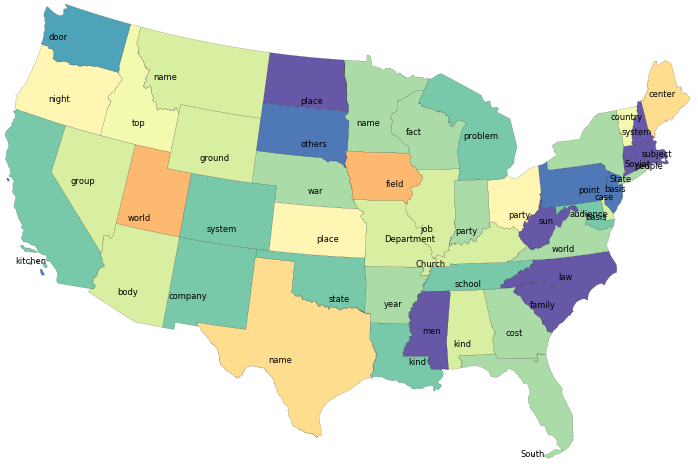 door
night
name
top
ground
group
world
system
body
company
kitchen
place
others
war
place
state
name
name
fact
problem
field
job
Department
party
Church
school
year
men
kind
kind
cost
family
law
world
sun
party
point
audience
basis
case
basis
State
Soviet
people
subject
system
country
center
South